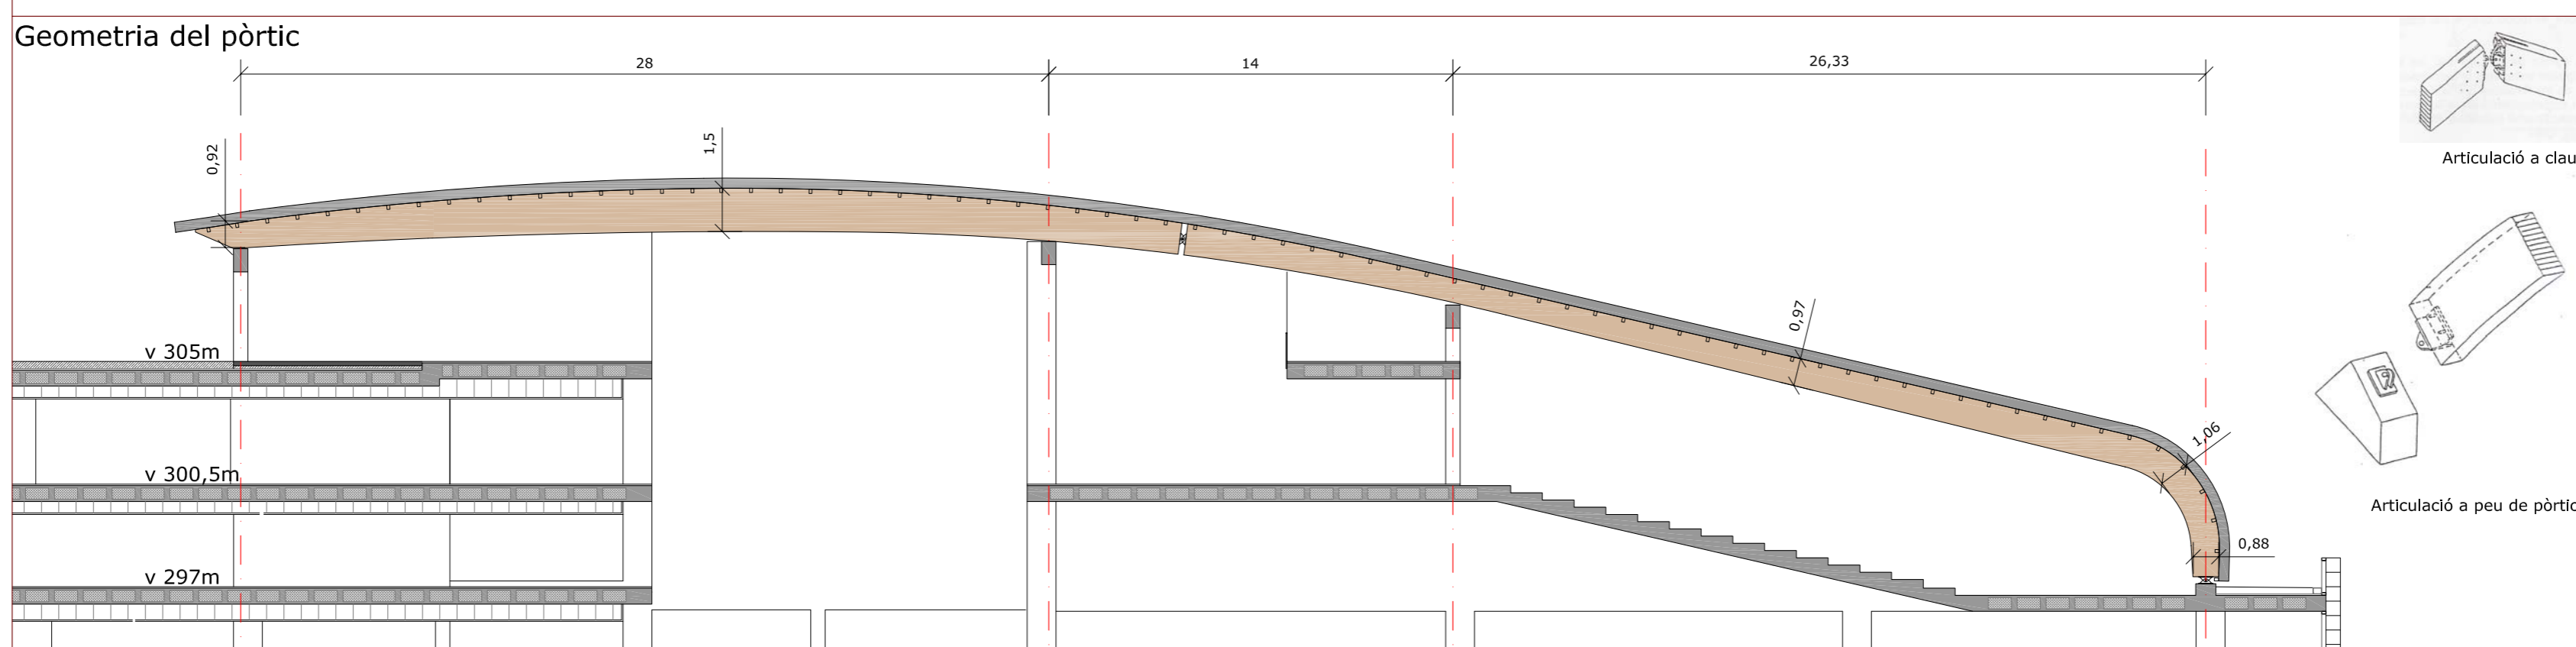 Geometria del pòrtic
28
14
26,33
0,92
1,5
Articulació a clau
v 305m
0,97
1,06
v 300,5m
Articulació a peu de pòrtic
0,88
v 297m